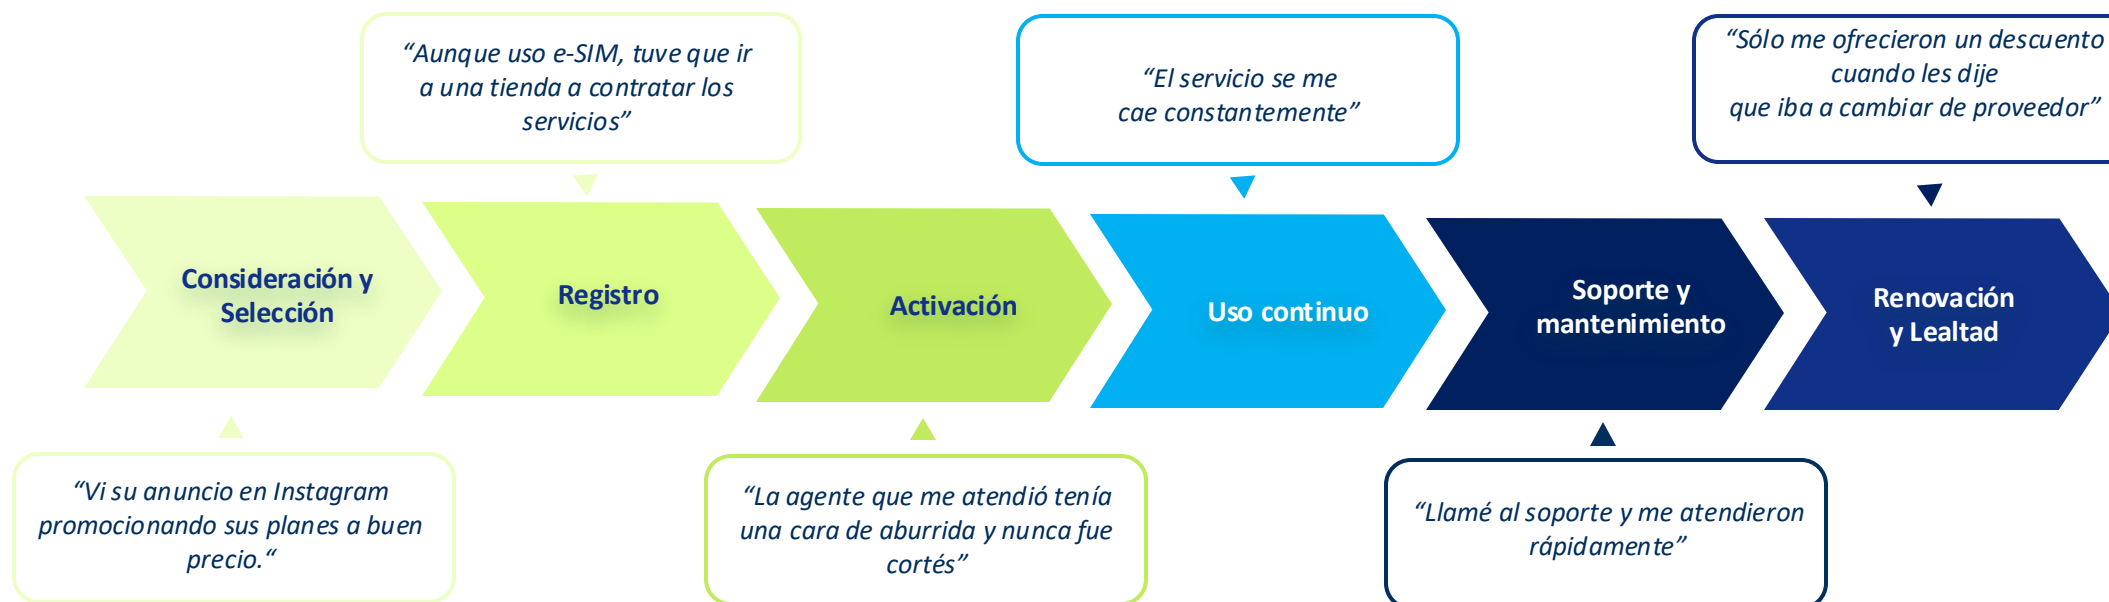 “Aunque uso e-SIM, tuve que ir
a una tienda a contratar los
servicios”
“El servicio se me
cae constantemente”
“Sólo me ofrecieron un descuento
cuando les dije
que iba a cambiar de proveedor”
Consideración y
Selección
Registro
Activación
Uso continuo
Soporte y
mantenimiento
Renovación
y Lealtad
“Vi su anuncio en Instagram
promocionando sus planes a buen
precio.“
“La agente que me atendió tenía
una cara de aburrida y nunca fue
cortés”
“Llamé al soporte y me atendieron
rápidamente”